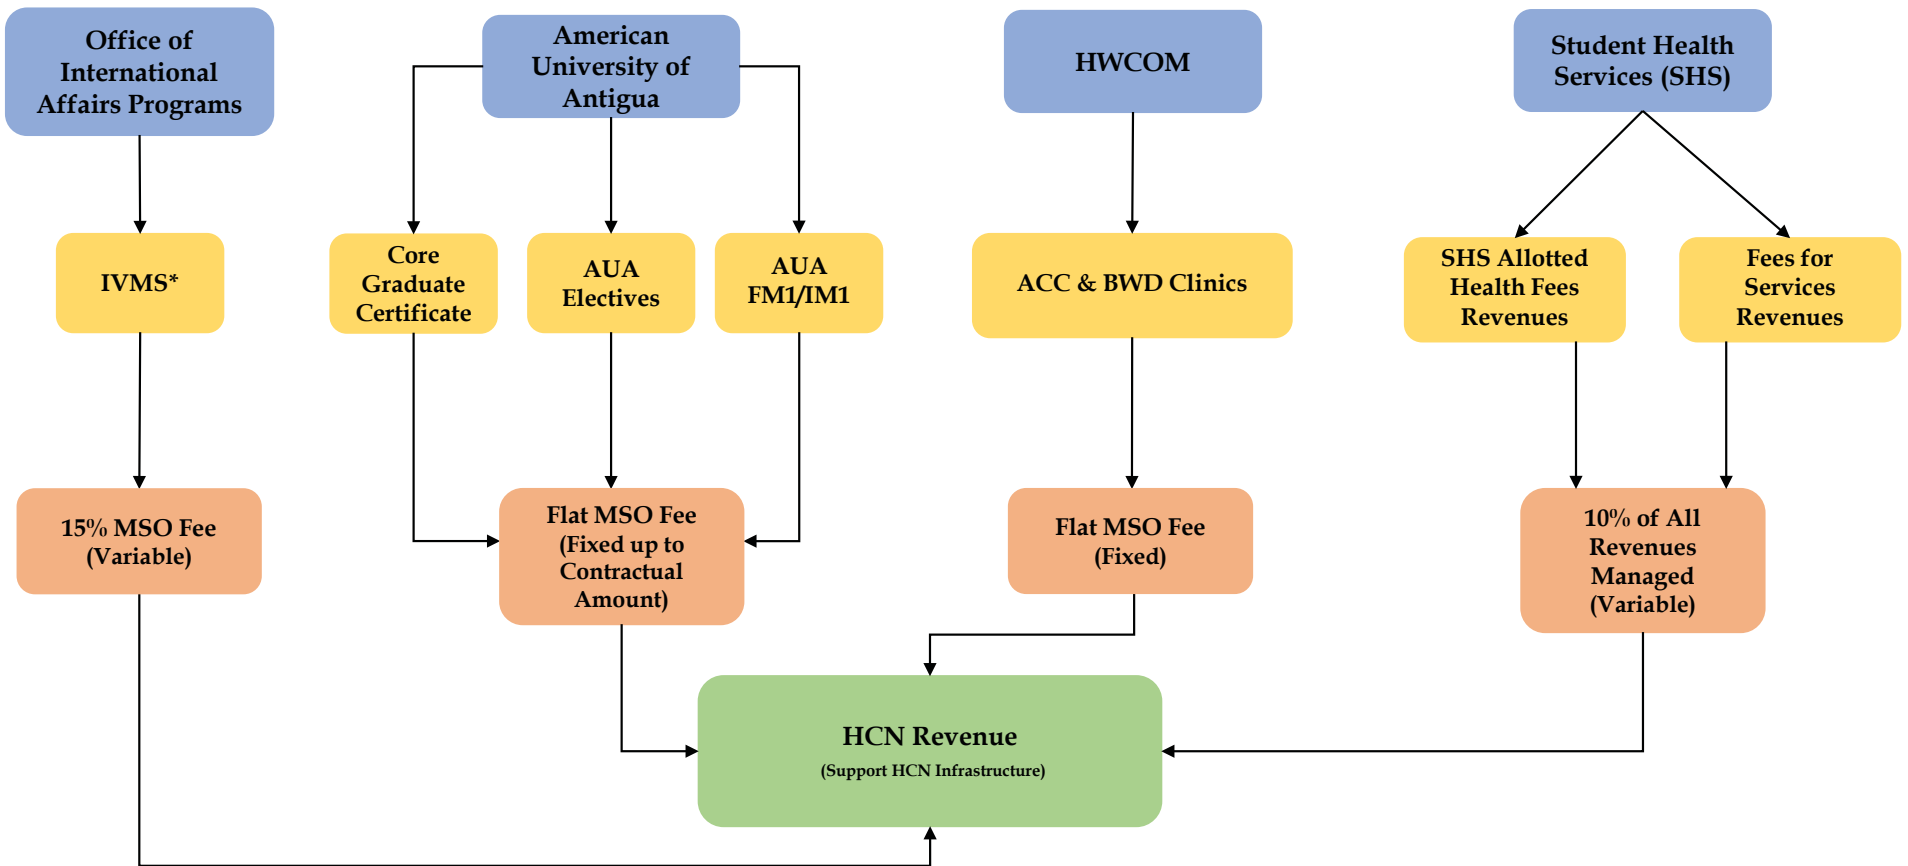 Office of
International
Affairs Programs
American
University of
Antigua
HWCOM
Student Health
Services (SHS)
IVMS*
Core
Graduate
Certificate
AUA
Electives
AUA
FM1/IM1
ACC & BWD Clinics
SHS Allotted
Health Fees
Revenues
Fees for
Services
Revenues
15% MSO Fee
(Variable)
Flat MSO Fee
(Fixed up to
Contractual
Amount)
Flat MSO Fee
(Fixed)
10% of All
Revenues
Managed
(Variable)
HCN Revenue
(Support HCN Infrastructure)